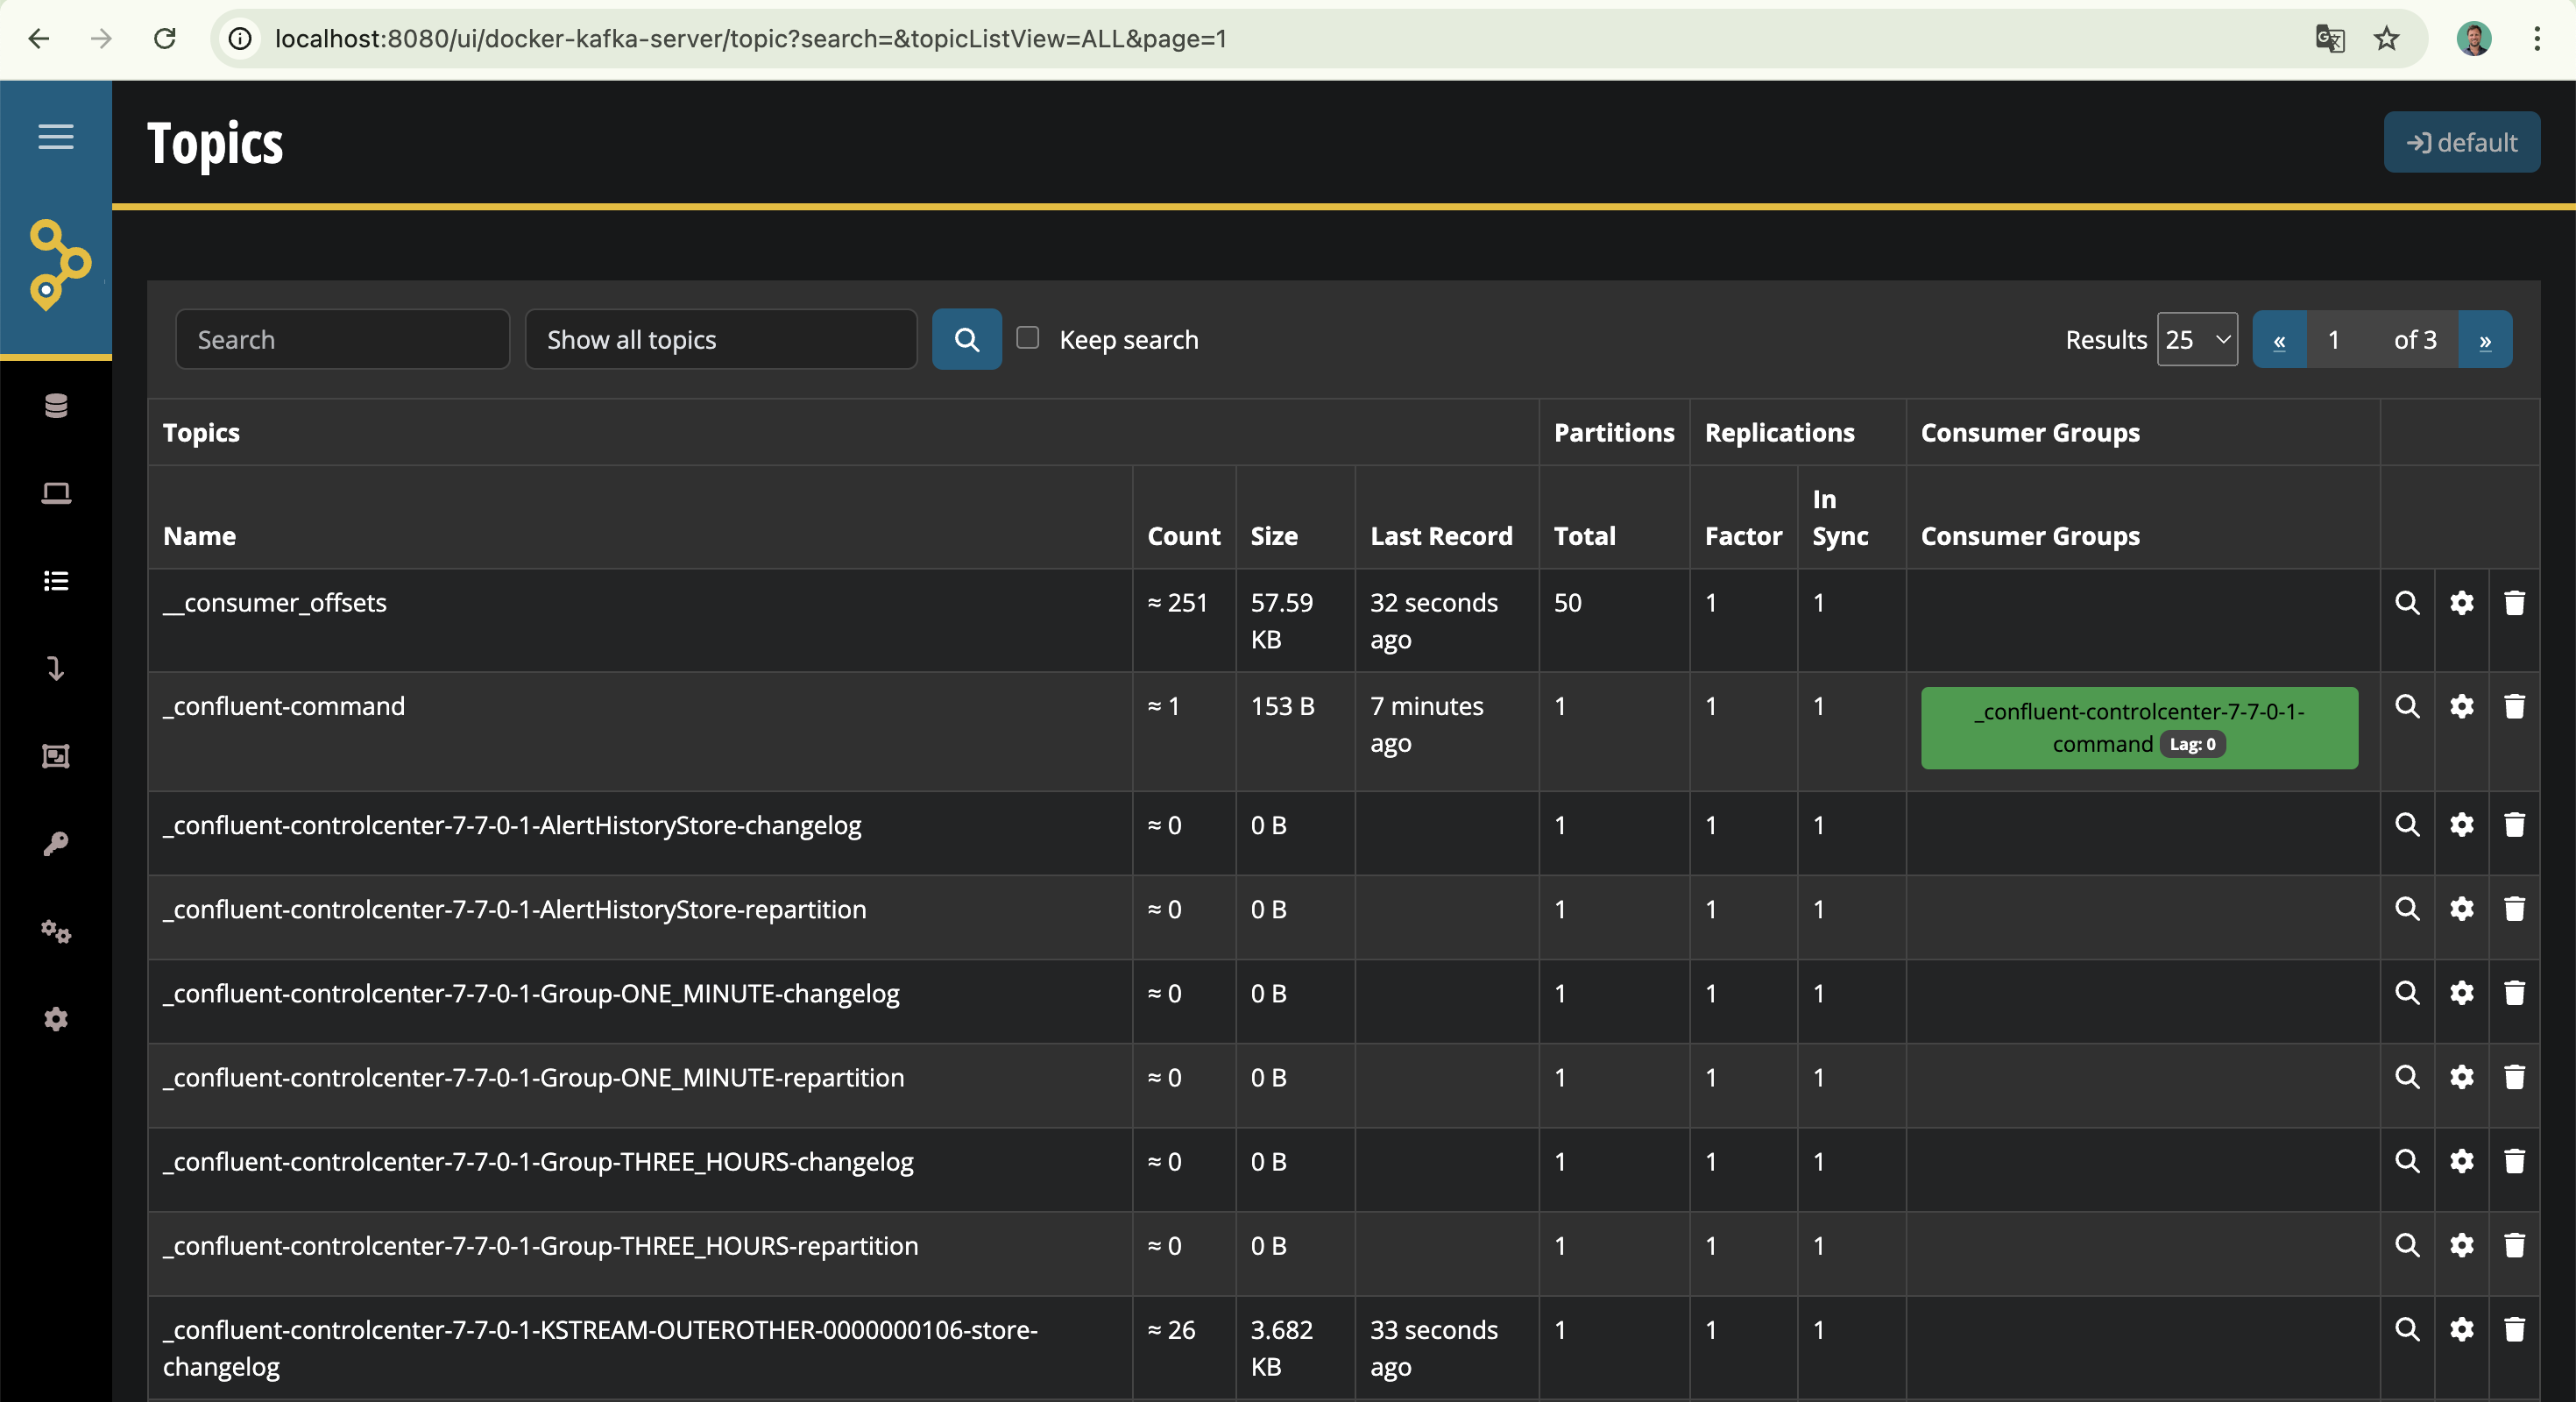 localhost:8080/ui/docker-kafka-server/topic?search=&topicListView=ALL&page=1
Topics
default
Search
Show all topics
Keep search
Results 25
« 1 of 3 »
Topics Partitions Replications Consumer Groups
Name Count Size Last Record Total Factor In Sync Consumer Groups
__consumer_offsets ≈ 251 57.59 KB 32 seconds ago 50 1 1
_confluent-command ≈ 1 153 B 7 minutes ago 1 1 1 _confluent-controlcenter-7-7-0-1-command Lag: 0
_confluent-controlcenter-7-7-0-1-AlertHistoryStore-changelog ≈ 0 0 B 1 1 1
_confluent-controlcenter-7-7-0-1-AlertHistoryStore-repartition ≈ 0 0 B 1 1 1
_confluent-controlcenter-7-7-0-1-Group-ONE_MINUTE-changelog ≈ 0 0 B 1 1 1
_confluent-controlcenter-7-7-0-1-Group-ONE_MINUTE-repartition ≈ 0 0 B 1 1 1
_confluent-controlcenter-7-7-0-1-Group-THREE_HOURS-changelog ≈ 0 0 B 1 1 1
_confluent-controlcenter-7-7-0-1-Group-THREE_HOURS-repartition ≈ 0 0 B 1 1 1
_confluent-controlcenter-7-7-0-1-KSTREAM-OUTEROTHER-0000000106-store-changelog ≈ 26 3.682 KB 33 seconds ago 1 1 1